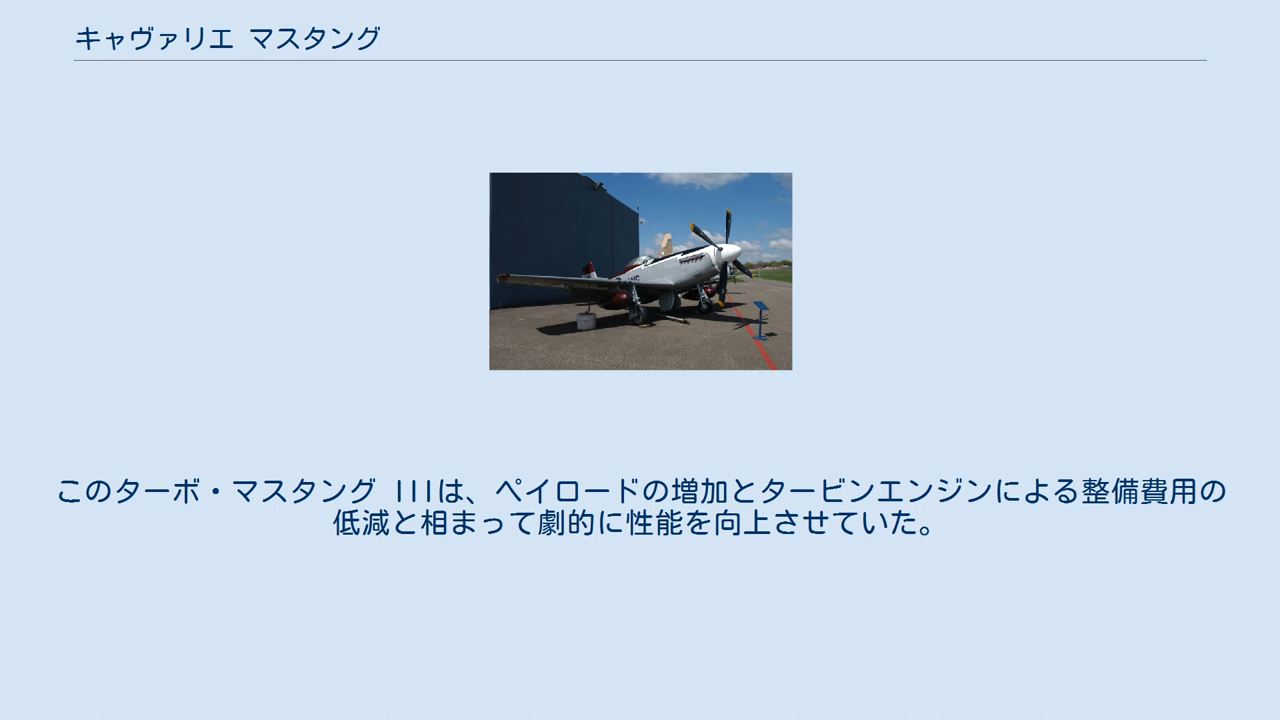 キャヴァリエ マスタング
このターボ・マスタング IIIは、ペイロードの増加とタービンエンジンによる整備費用の
低減と相まって劇的に性能を向上させていた。